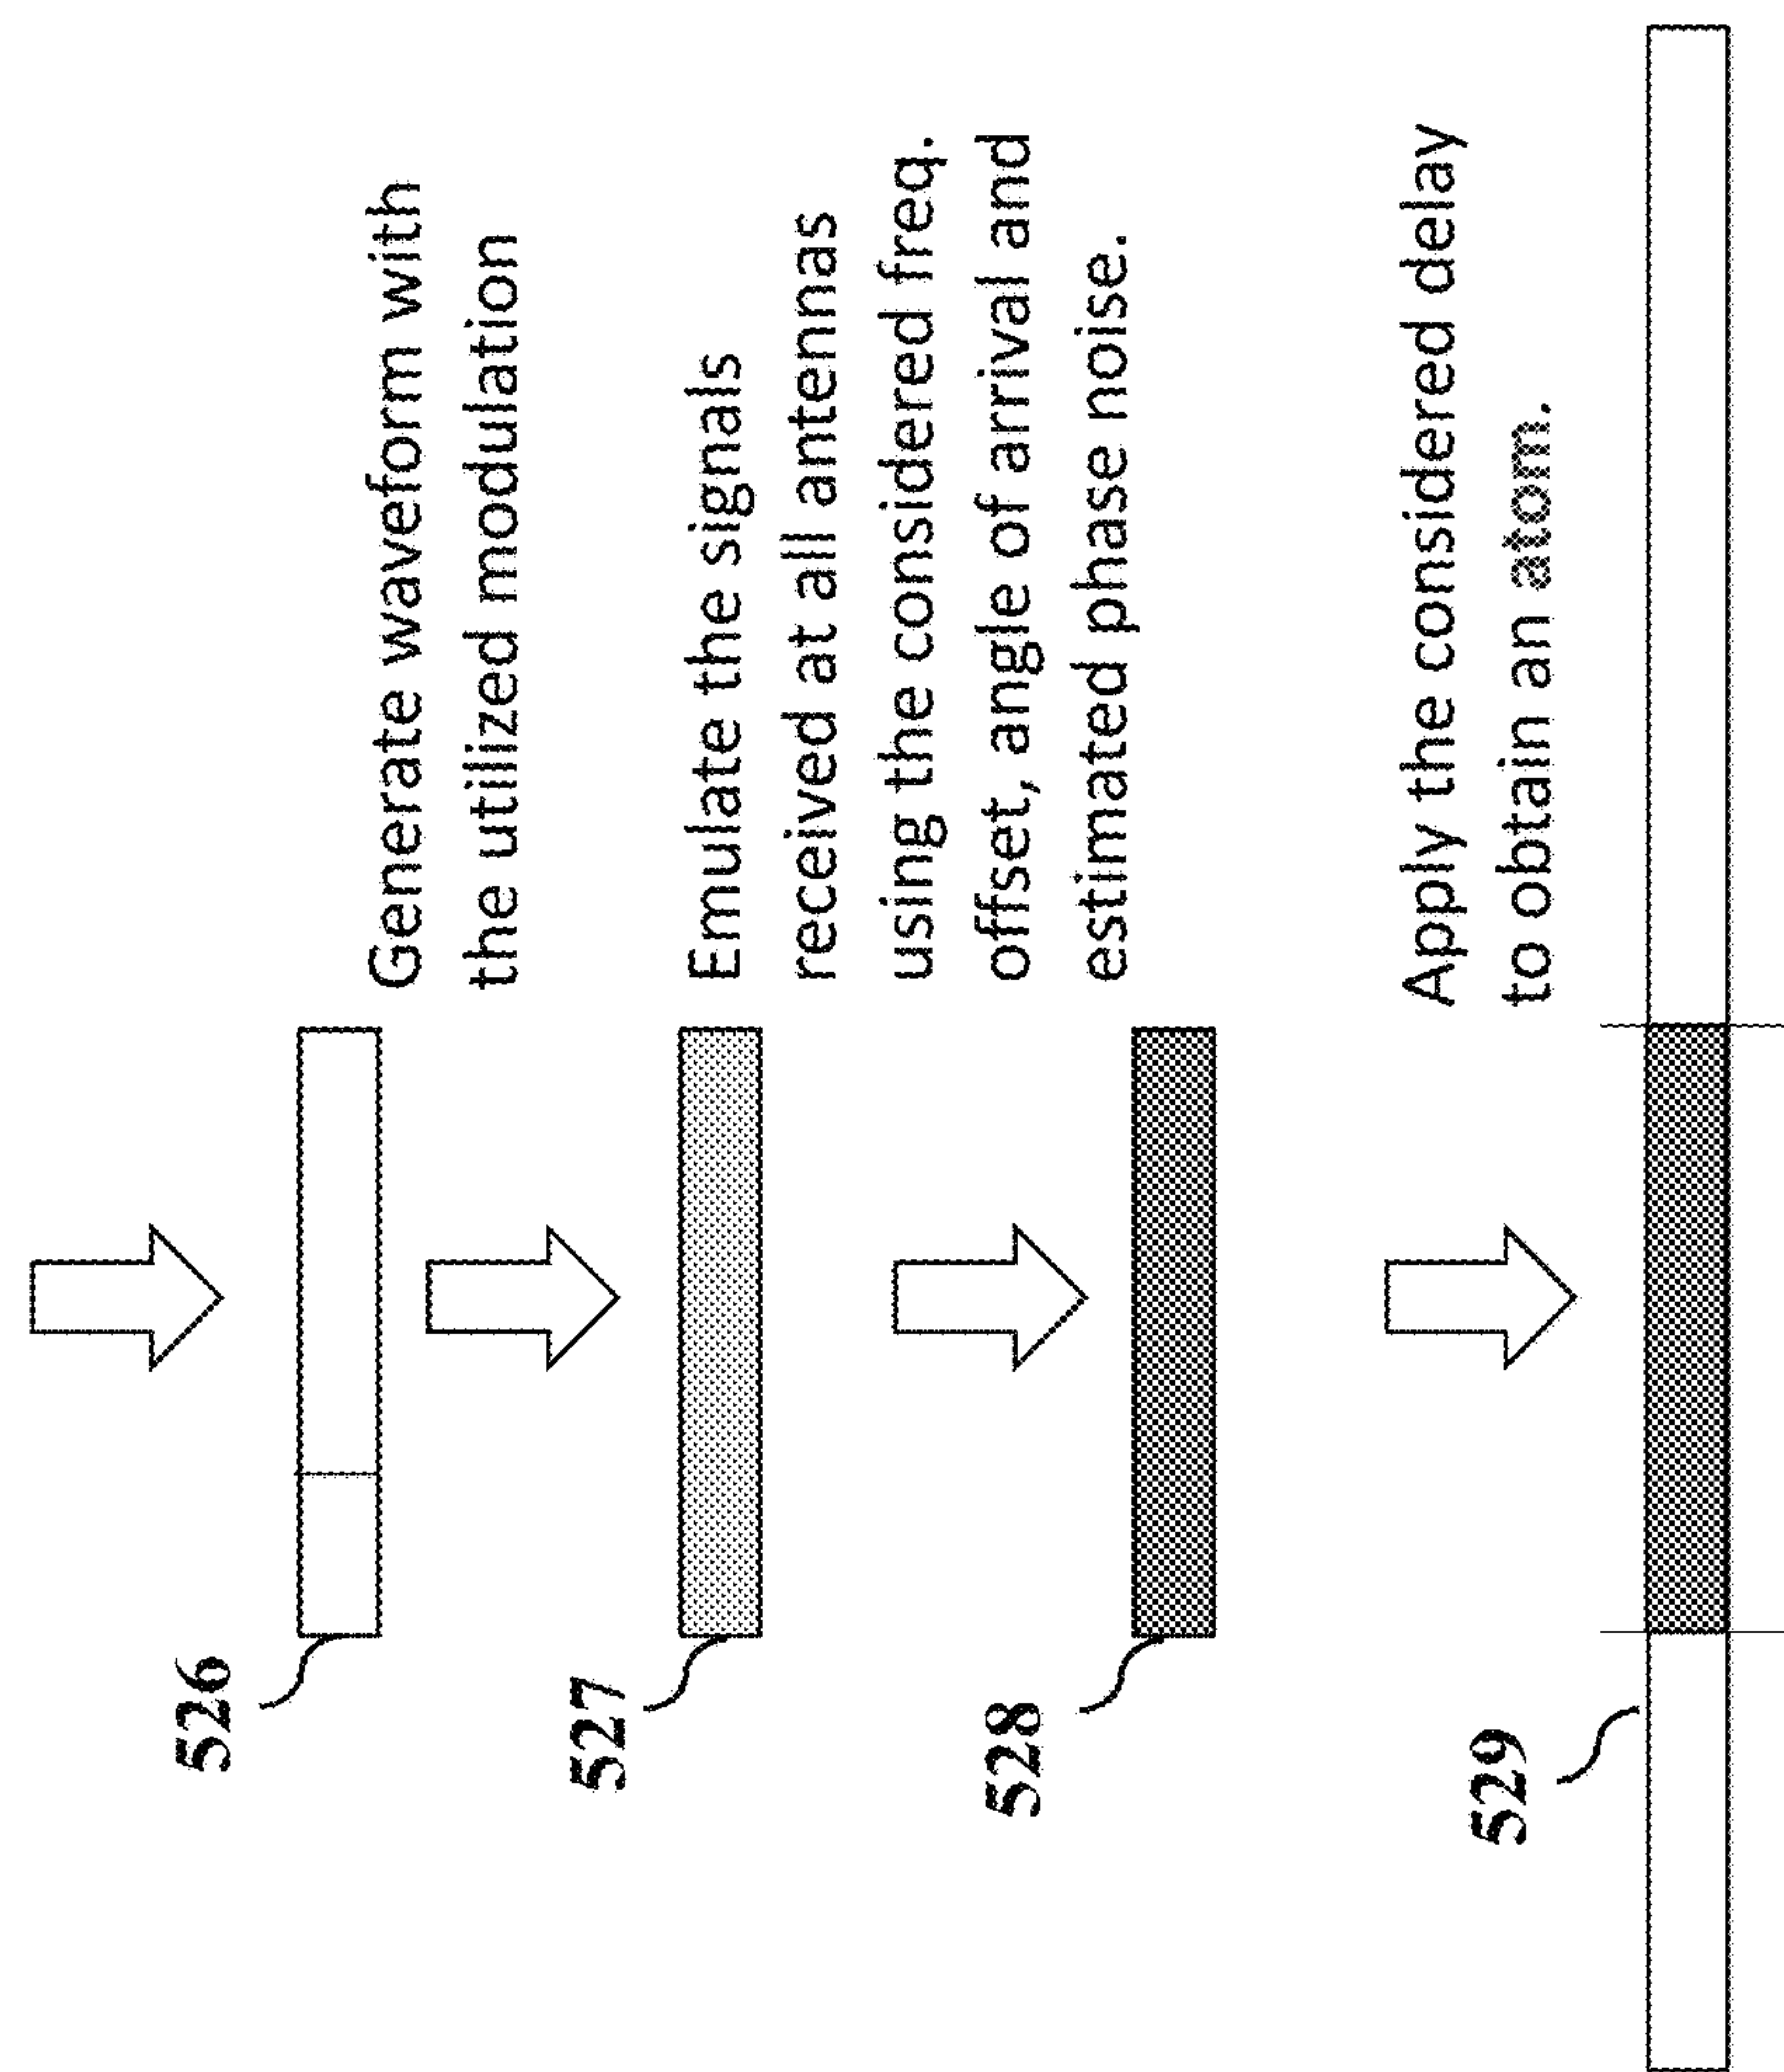 526
Generate waveform with
the utilized modulation
527
Emulate the signals
received at all antennas
using the considered freq.
offset, angle of arrival and
estimated phase noise.
528
Apply the considered delay
to obtain an atom.
529